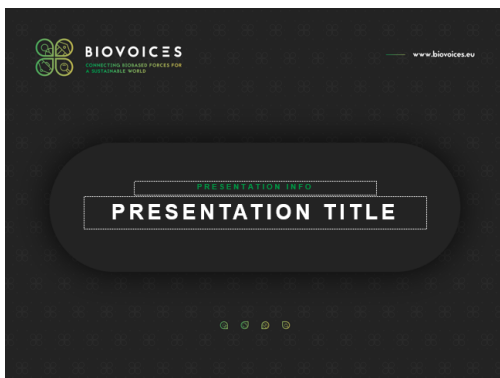 BIOVOICES
CONNECTING BIOBASED FORCES FOR
A SUSTAINABLE WORLD
www.biovoices.eu
PRESENTATION INFO
PRESENTATION TITLE